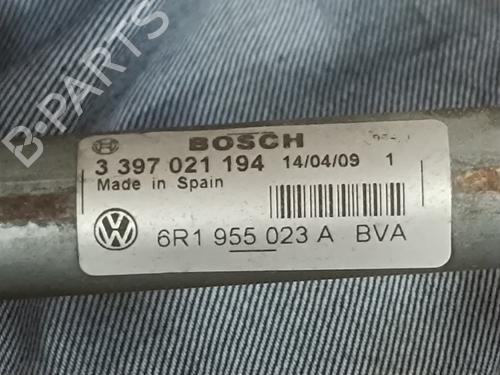 B-PARTS
BOSCH
3 397 021 194 14/04/09 1
Made in Spain
6R1 955 023 A BVA